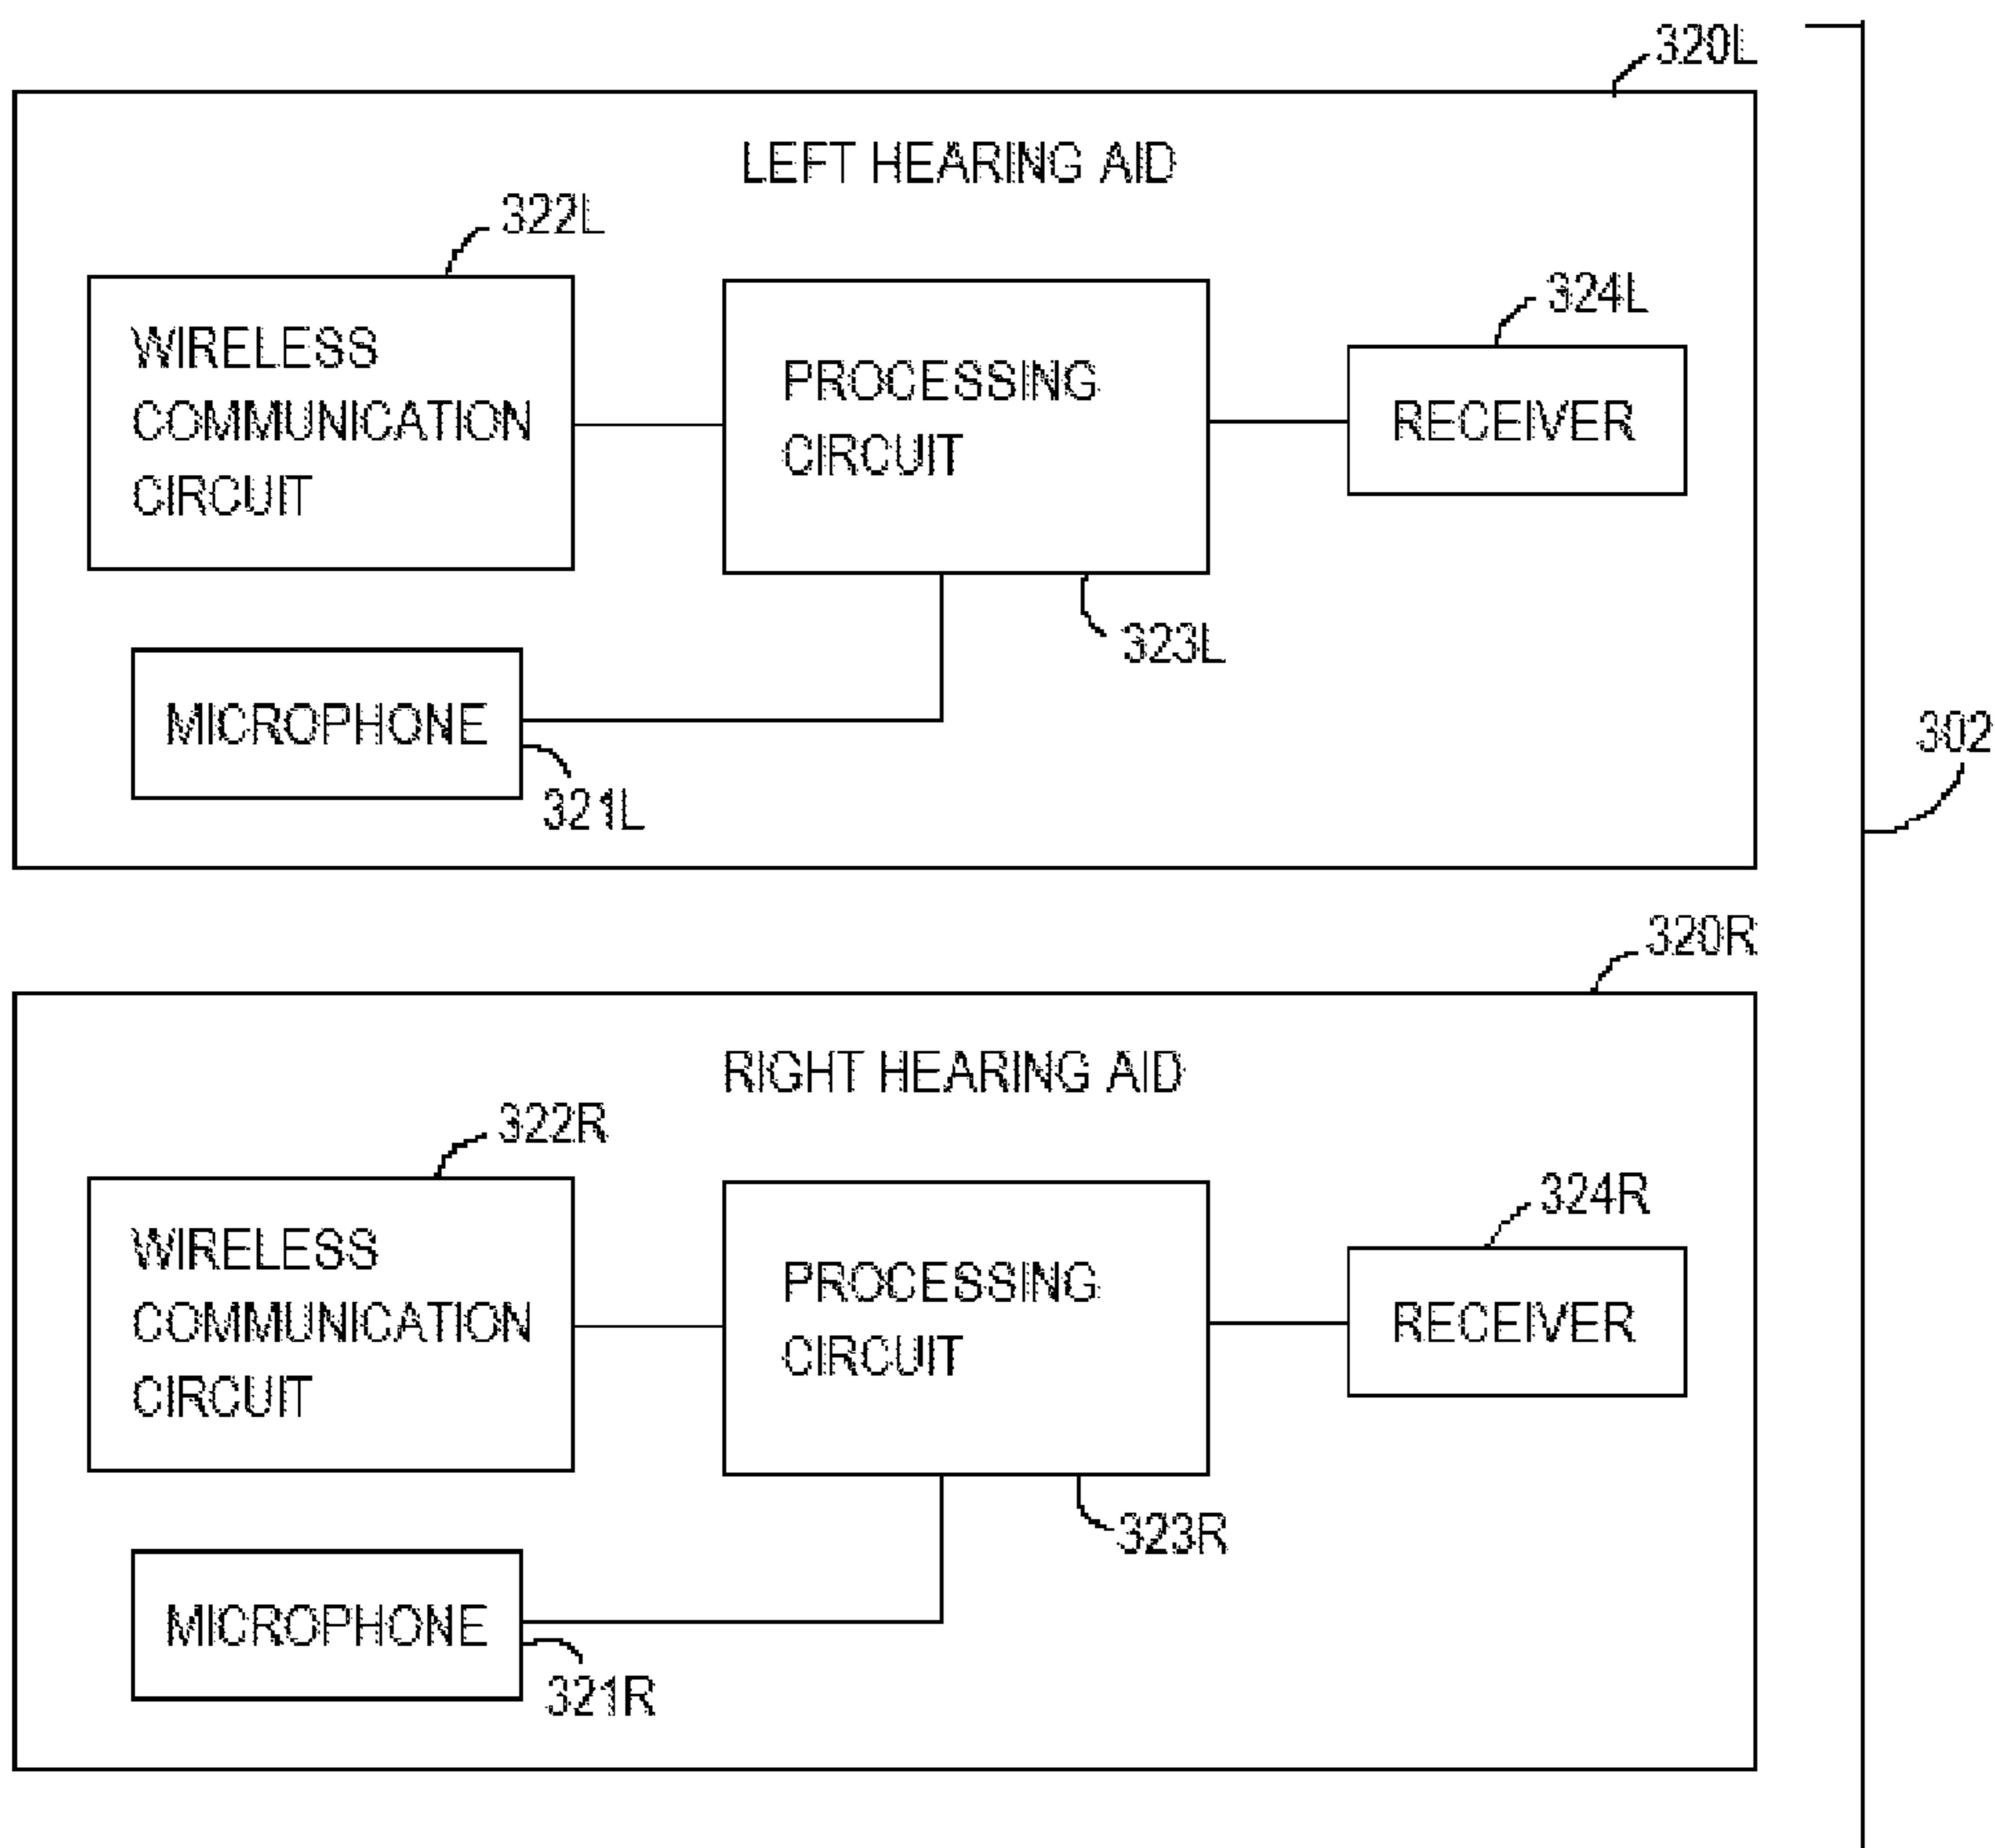 320L
LEFT HEARING AID
322L
324L
WIRELESS
COMMUNICATION
CIRCUIT
PROCESSING
CIRCUIT
RECEIVER
323L
MICROPHONE
321L
302
320R
RIGHT HEARING AID
322R
324R
WIRELESS
COMMUNICATION
CIRCUIT
PROCESSING
CIRCUIT
RECEIVER
323R
MICROPHONE
321R